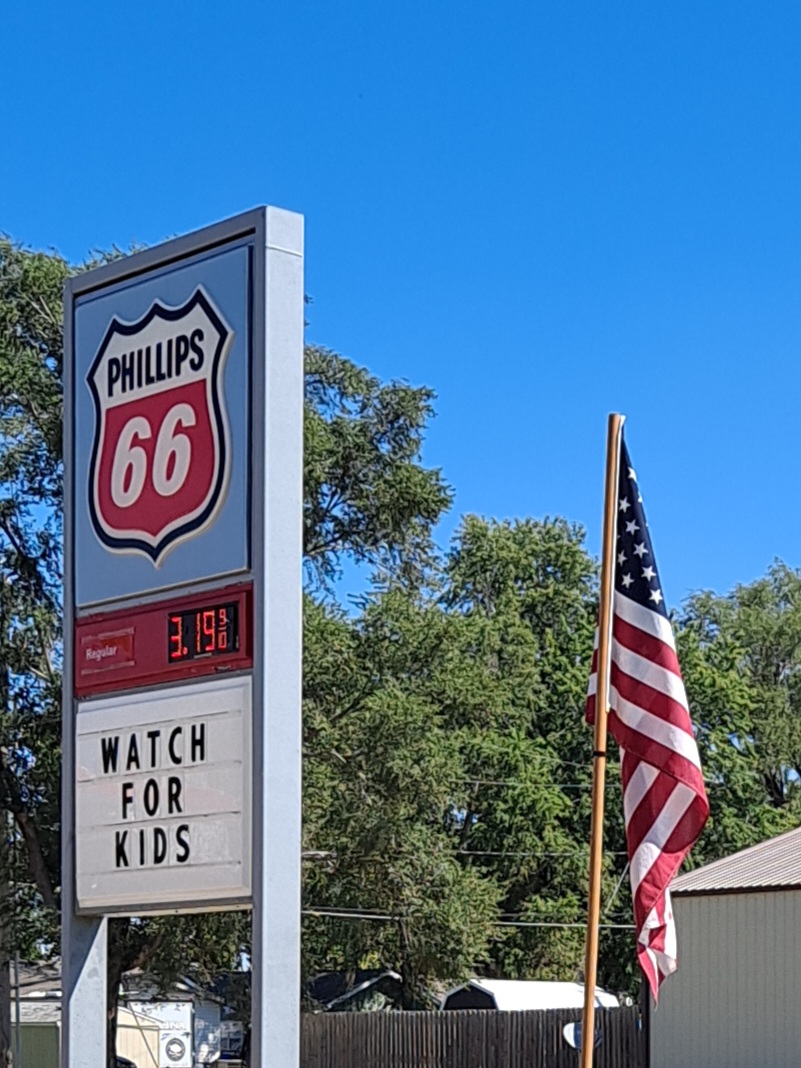 PHILLIPS
66
Regular 3.19 9/10
WATCH
FOR
KIDS